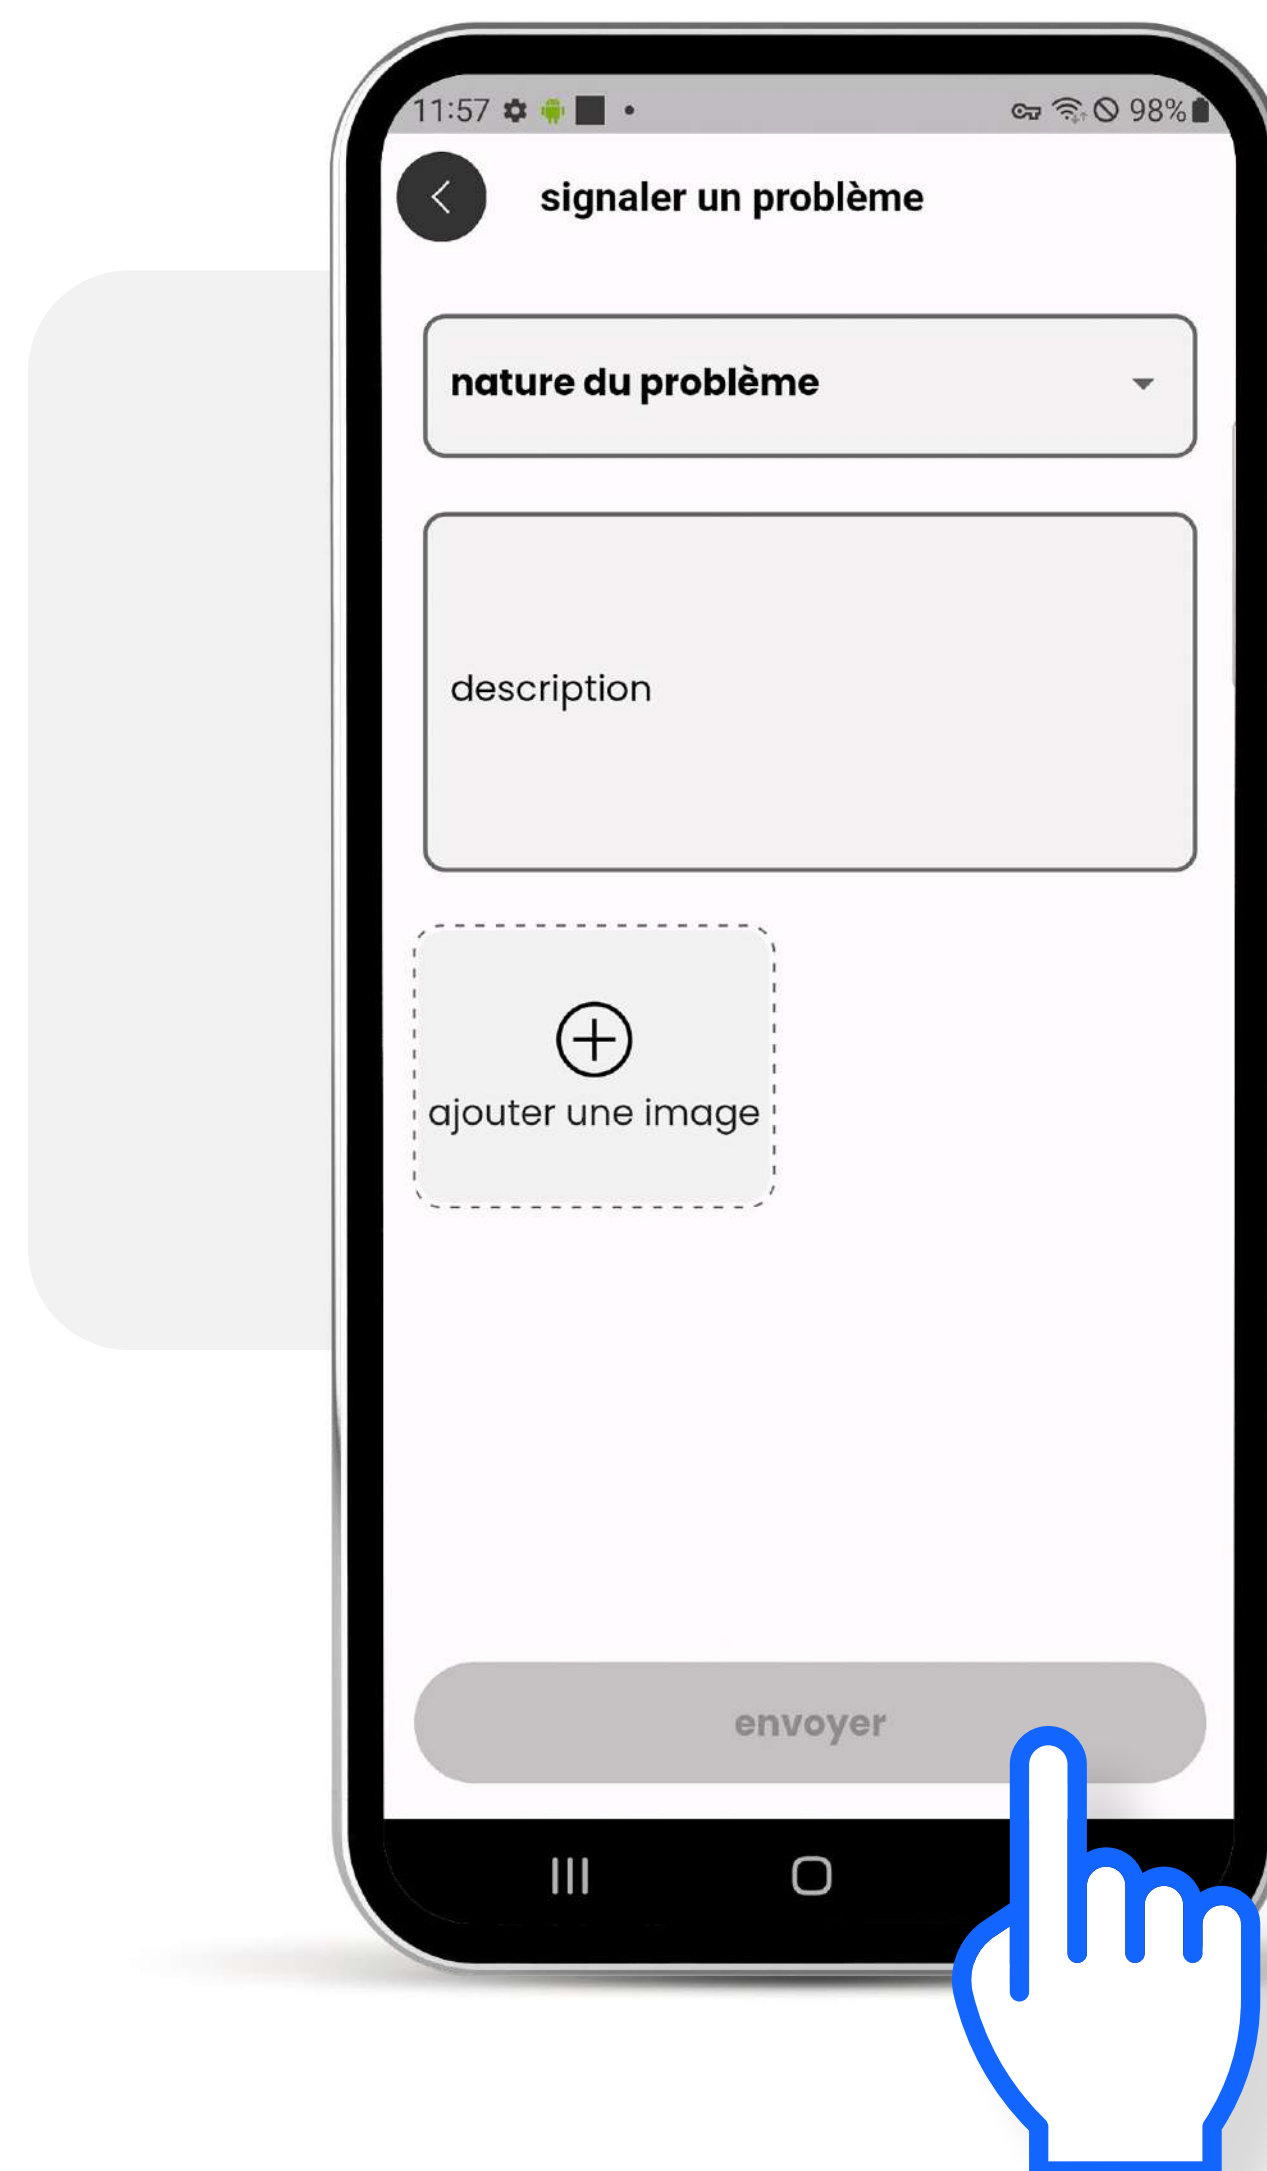 11:57 98%
signaler un problème
nature du problème
description
ajouter une image
envoyer